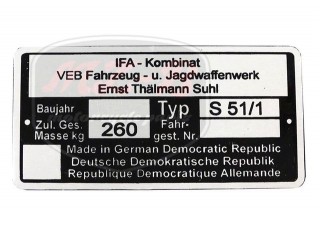 IFA - Kombinat
VEB Fahrzeug - u. Jagdwaffenwerk
Ernst Thälmann Suhl
Baujahr Typ S 51/1
Zul. Ges. Masse kg 260 Fahr- gest. Nr.
Made in German Democratic Republic
Deutsche Demokratische Republik
Republique Democratique Allemande